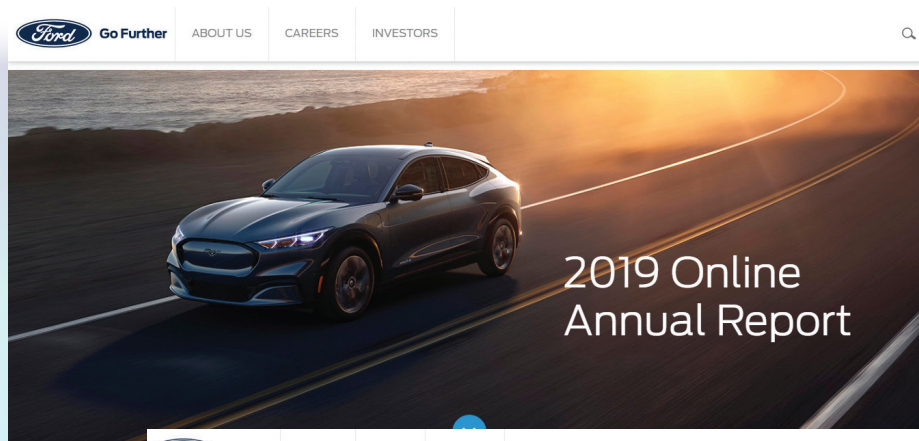 Ford Go Further ABOUT US CAREERS INVESTORS
2019 Online
Annual Report